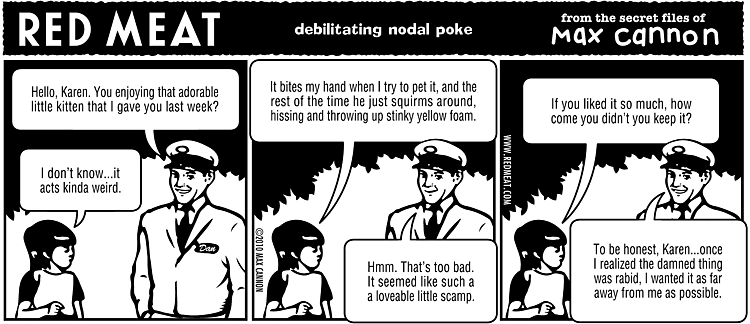 RED MEAT
debilitating nodal poke
from the secret files of
Max cannon
Hello, Karen. You enjoying that adorable
little kitten that I gave you last week?
I don't know...it
acts kinda weird.
Dan
©2010 MAX CANNON
It bites my hand when I try to pet it, and the
rest of the time he just squirms around,
hissing and throwing up stinky yellow foam.
Hmm. That's too bad.
It seemed like such a
a loveable little scamp.
WWW.REDMEAT.COM
If you liked it so much, how
come you didn't you keep it?
To be honest, Karen...once
I realized the damned thing
was rabid, I wanted it as far
away from me as possible.